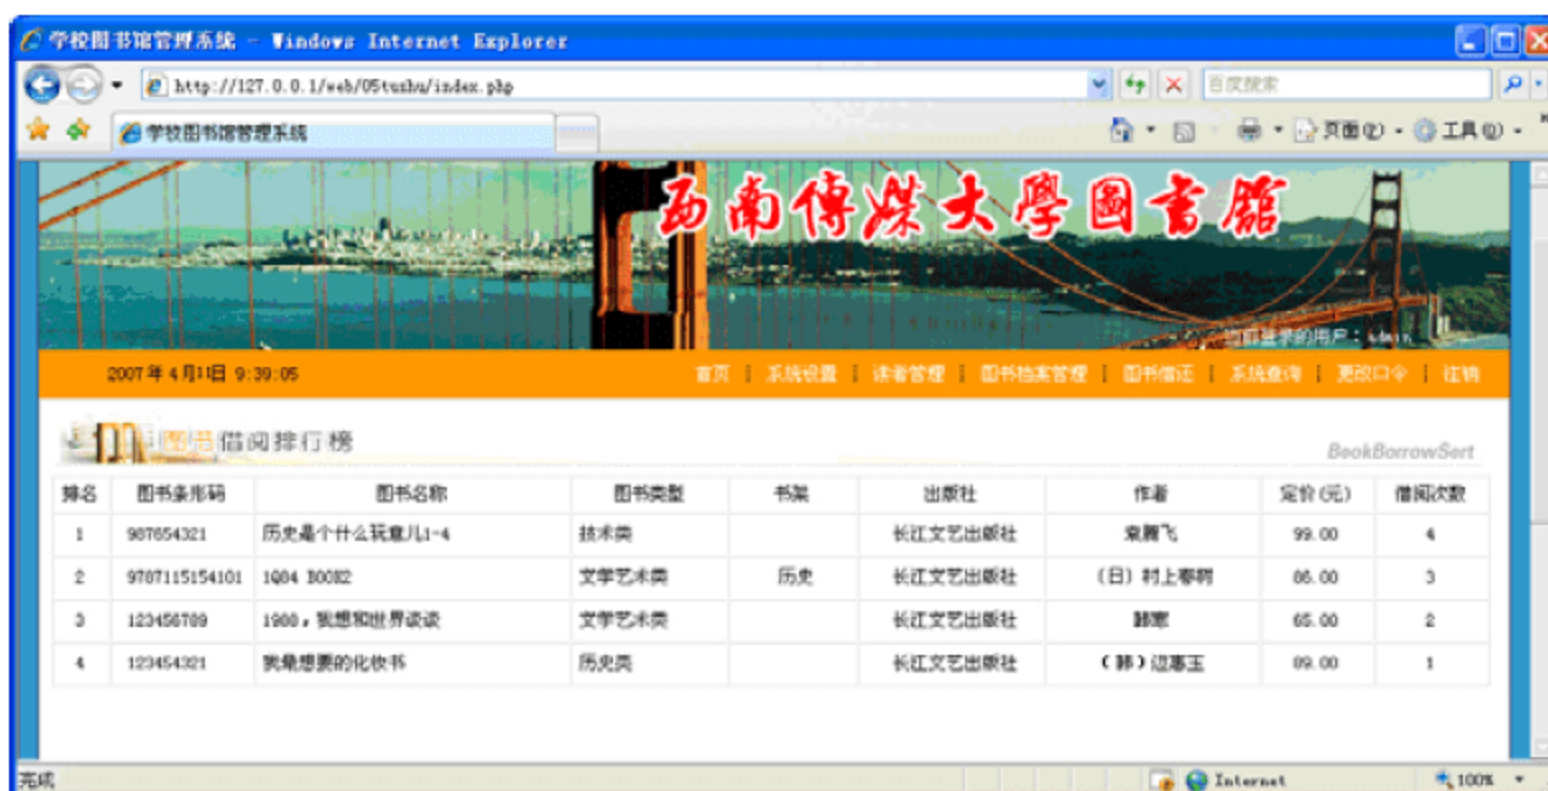 学校图书馆管理系统 - Windows Internet Explorer
http://127.0.0.1/web/05tushu/index.php
百度搜索
学校图书馆管理系统
页面(P)
工具(O)
西南傳媒大學圖書館
当前登录的用户：admin
2007年4月11日 9:39:05
首页 | 系统设置 | 读者管理 | 图书档案管理 | 图书借还 | 系统查询 | 更改口令 | 注销
图书借阅排行榜
BookBorrowSort
排名 图书条形码 图书名称 图书类型 书架 出版社 作者 定价(元) 借阅次数
1 987654321 历史是个什么玩意儿1-4 技术类 长江文艺出版社 袁腾飞 99.00 4
2 9787115154101 1Q84 BOOK2 文学艺术类 历史 长江文艺出版社 （日）村上春树 86.00 3
3 123456789 1988，我想和世界谈谈 文学艺术类 长江文艺出版社 韩寒 65.00 2
4 123454321 我最想要的化妆书 历史类 长江文艺出版社 （韩）边惠玉 89.00 1
完成
Internet
100%